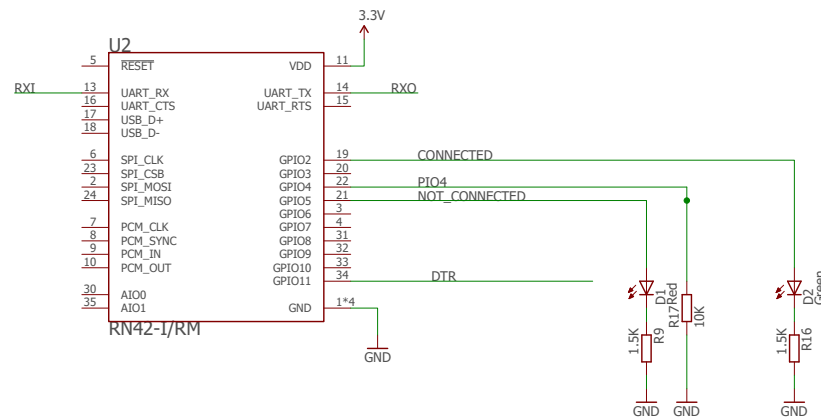 3.3V
U2
5 RESET VDD 11
RXI 13 UART_RX UART_TX 14 RXO
16 UART_CTS UART_RTS 15
17 USB_D+
18 USB_D-
6 SPI_CLK GPIO2 19 CONNECTED
23 SPI_CSB GPIO3 20
2 SPI_MOSI GPIO4 22 PIO4
24 SPI_MISO GPIO5 21 NOT_CONNECTED
GPIO6 3
7 PCM_CLK GPIO7 4
8 PCM_SYNC GPIO8 31
9 PCM_IN GPIO9 32
10 PCM_OUT GPIO10 33
GPIO11 34 DTR
30 AIO0
35 AIO1 GND 1*4
RN42-I/RM
GND
D1
Red
R17
10K
D2
Green
1.5K
R9
1.5K
R16
GND
GND
GND